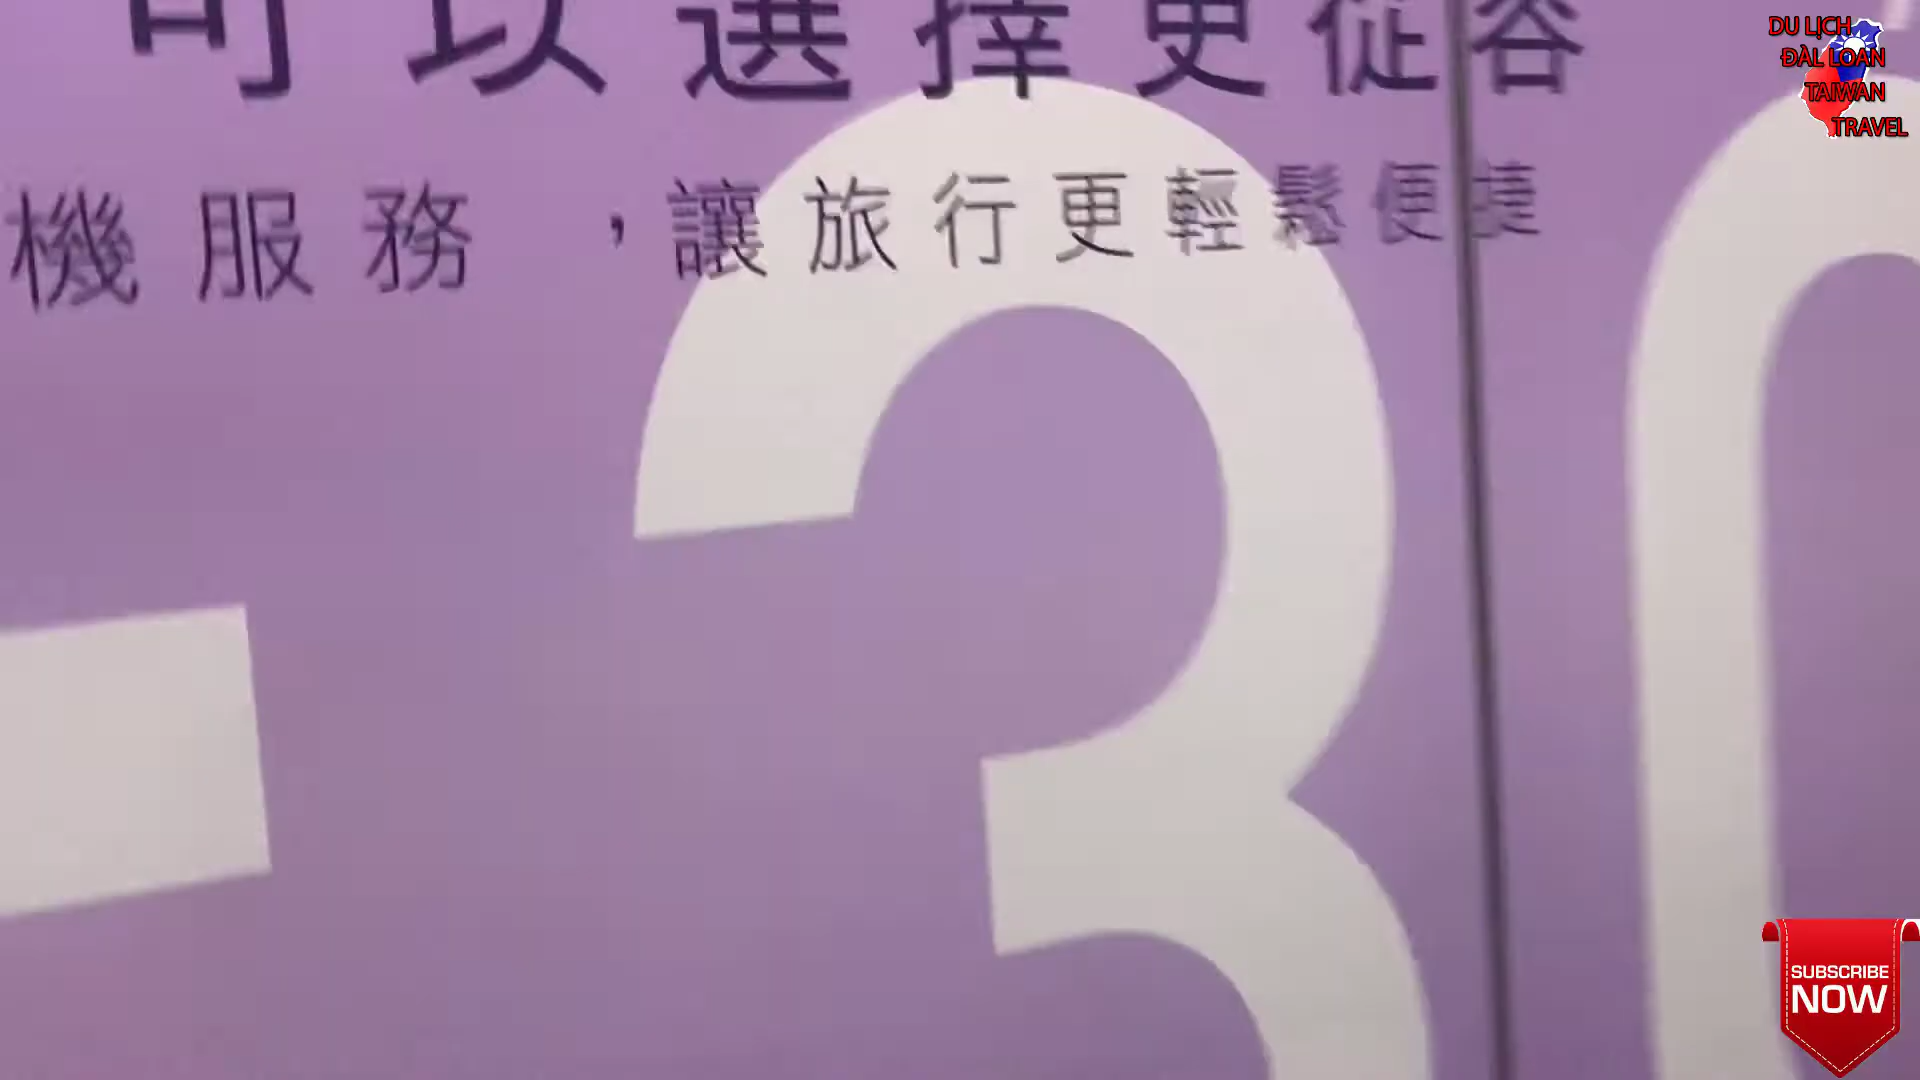 可以選擇更從容
機服務，讓旅行更輕鬆便捷
3
DU LỊCH
ĐÀI LOAN
TAIWAN
TRAVEL
SUBSCRIBE
NOW